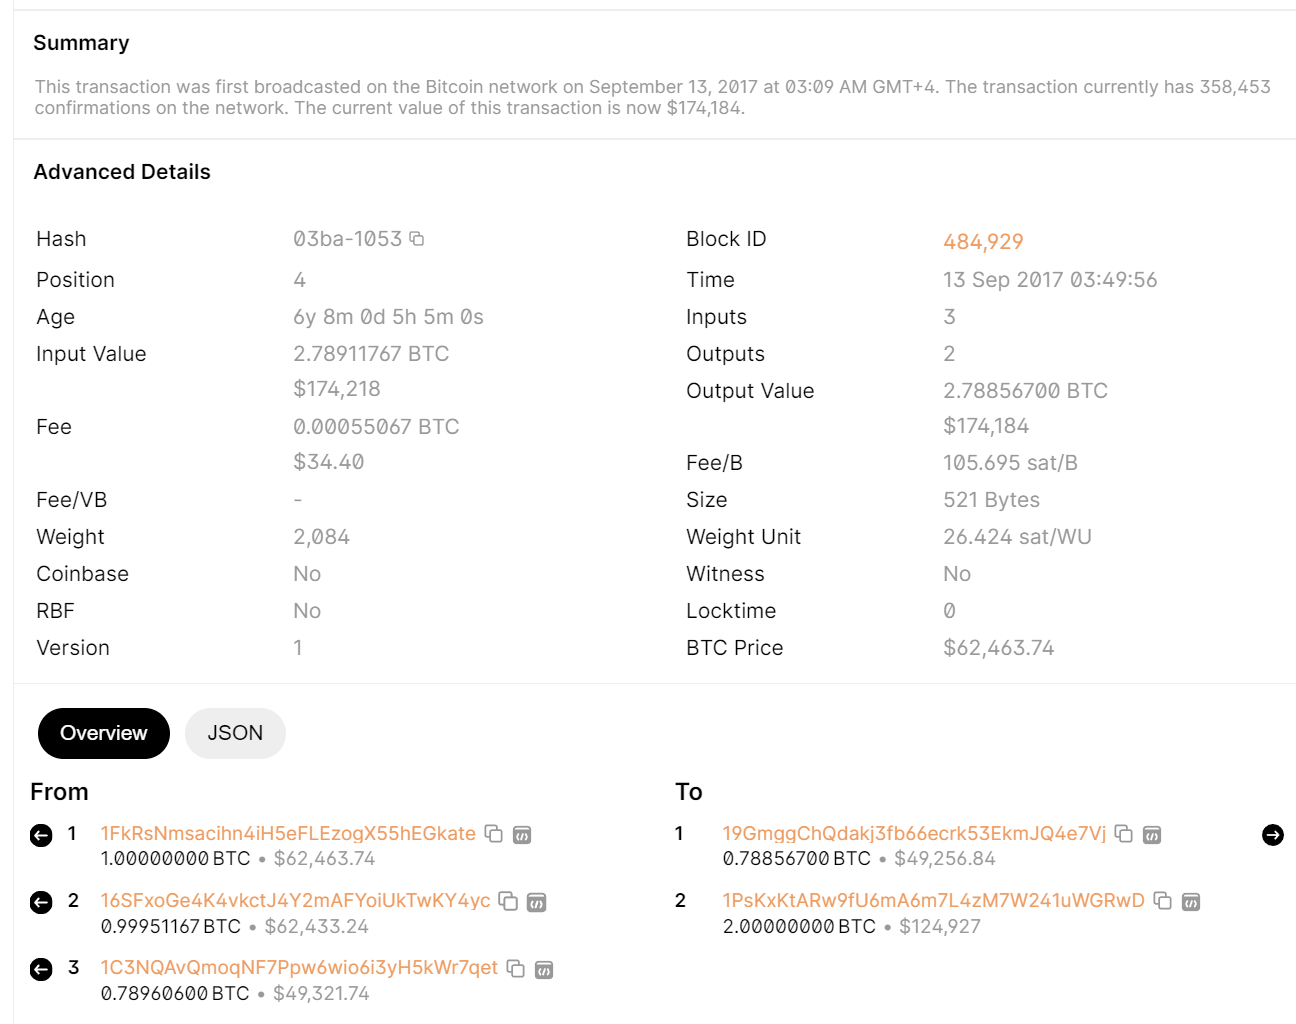 Summary
This transaction was first broadcasted on the Bitcoin network on September 13, 2017 at 03:09 AM GMT+4. The transaction currently has 358,453
confirmations on the network. The current value of this transaction is now $174,184.
Advanced Details
Hash 03ba-1053
Position 4
Age 6y 8m 0d 5h 5m 0s
Input Value 2.78911767 BTC
$174,218
Fee 0.00055067 BTC
$34.40
Fee/VB -
Weight 2,084
Coinbase No
RBF No
Version 1
Block ID 484,929
Time 13 Sep 2017 03:49:56
Inputs 3
Outputs 2
Output Value 2.78856700 BTC
$174,184
Fee/B 105.695 sat/B
Size 521 Bytes
Weight Unit 26.424 sat/WU
Witness No
Locktime 0
BTC Price $62,463.74
Overview JSON
From
1 1FkRsNmsacihn4iH5eFLEzogX55hEGkate
1.00000000 BTC • $62,463.74
2 16SFxoGe4K4vkctJ4Y2mAFYoiUkTwKY4yc
0.99951167 BTC • $62,433.24
3 1C3NQAvQmoqNF7Ppw6wio6i3yH5kWr7qet
0.78960600 BTC • $49,321.74
To
1 19GmggChQdakj3fb66ecrk53EkmJQ4e7Vj
0.78856700 BTC • $49,256.84
2 1PsKxKtARw9fU6mA6m7L4zM7W241uWGRwD
2.00000000 BTC • $124,927